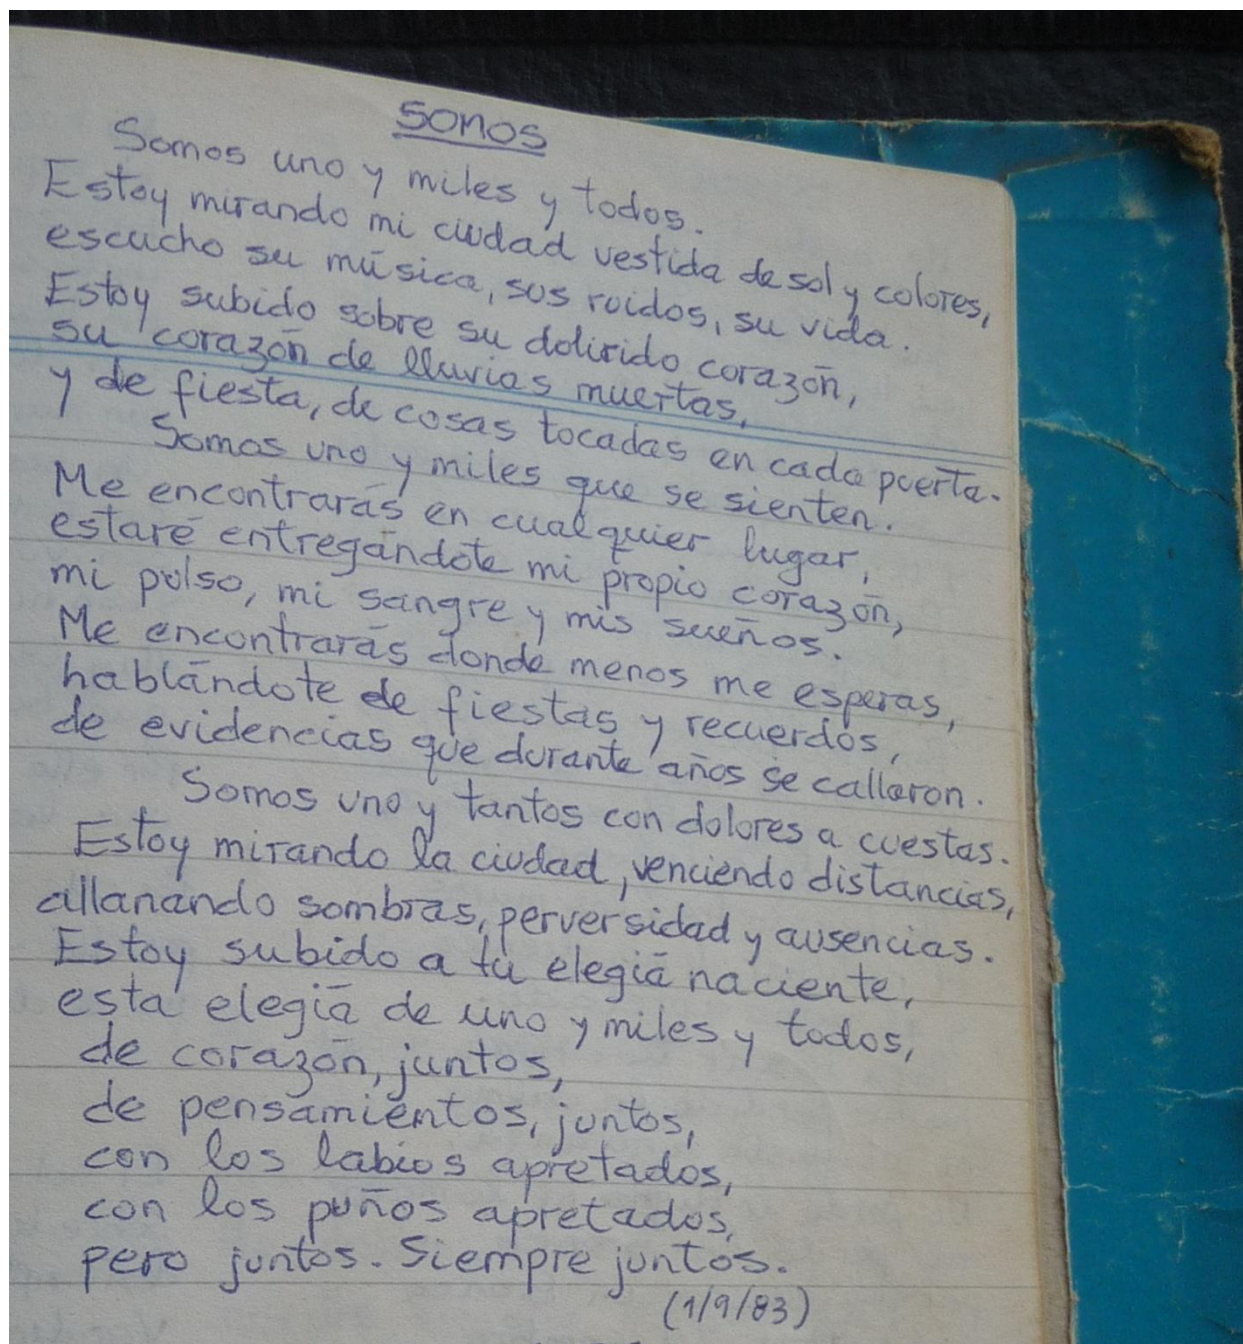 SOMOS
Somos uno y miles y todos.
Estoy mirando mi ciudad vestida de sol y colores,
escucho su música, sus ruidos, su vida.
Estoy subido sobre su dolirido corazón,
su corazón de lluvias muertas,
y de fiesta, de cosas tocadas en cada puerta.
Somos uno y miles que se sienten.
Me encontrarás en cualquier lugar,
estaré entregándote mi propio corazón,
mi pulso, mi sangre y mis sueños.
Me encontrarás donde menos me esperas,
hablándote de fiestas y recuerdos,
de evidencias que durante años se callaron.
Somos uno y tantos con dolores a cuestas.
Estoy mirando la ciudad, venciendo distancias,
allanando sombras, perversidad y ausencias.
Estoy subido a tu elegía naciente,
esta elegía de uno y miles y todos,
de corazón, juntos,
de pensamientos, juntos,
con los labios apretados,
con los puños apretados,
pero juntos. Siempre juntos.
(1/9/83)